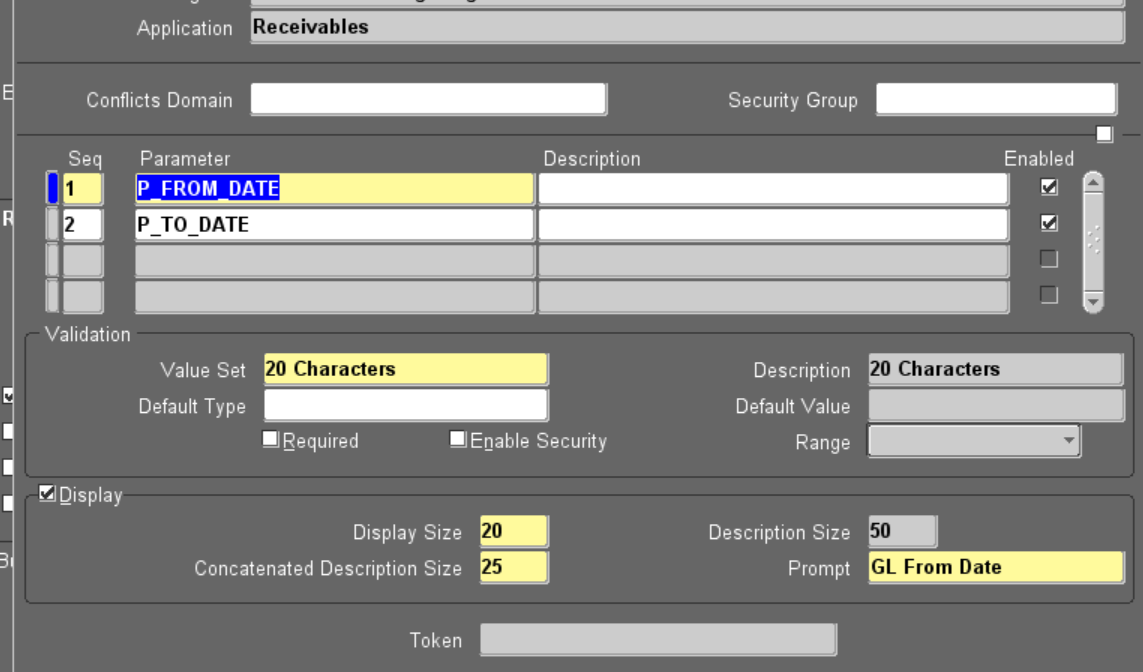 Application Receivables
Conflicts Domain Security Group
Seq Parameter Description Enabled
1 P_FROM_DATE
2 P_TO_DATE
Validation
Value Set 20 Characters Description 20 Characters
Default Type Default Value
Required Enable Security Range
Display
Display Size 20 Description Size 50
Concatenated Description Size 25 Prompt GL From Date
Token